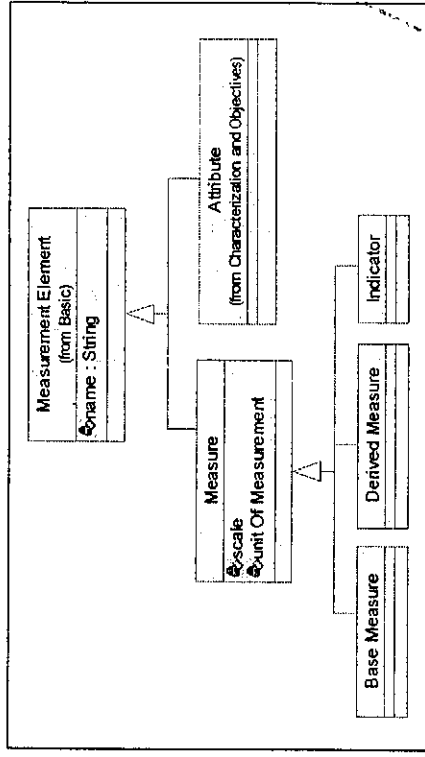 Measurement Element
(from Basic)
name : String
Measure
scale
unit Of Measurement
Attribute
(from Characterization and Objectives)
Base Measure
Derived Measure
Indicator